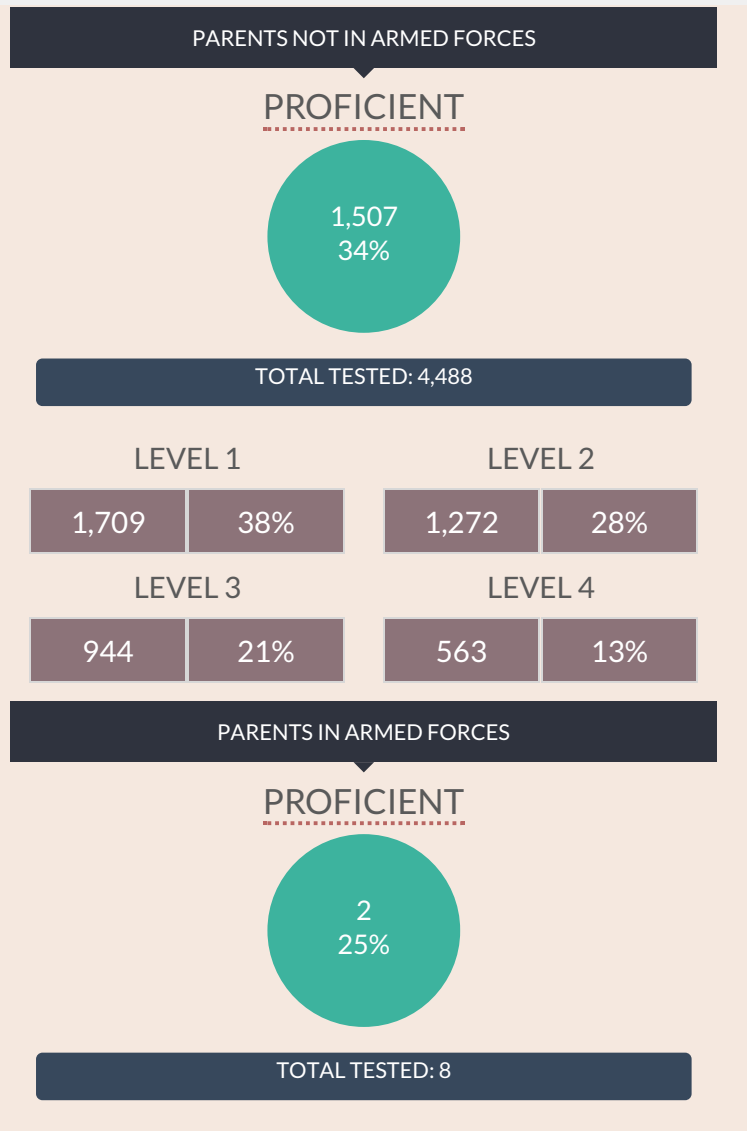 PARENTS NOT IN ARMED FORCES
PROFICIENT
1,507
34%
TOTAL TESTED: 4,488
LEVEL 1
1,709 38%
LEVEL 2
1,272 28%
LEVEL 3
944 21%
LEVEL 4
563 13%
PARENTS IN ARMED FORCES
PROFICIENT
2
25%
TOTAL TESTED: 8